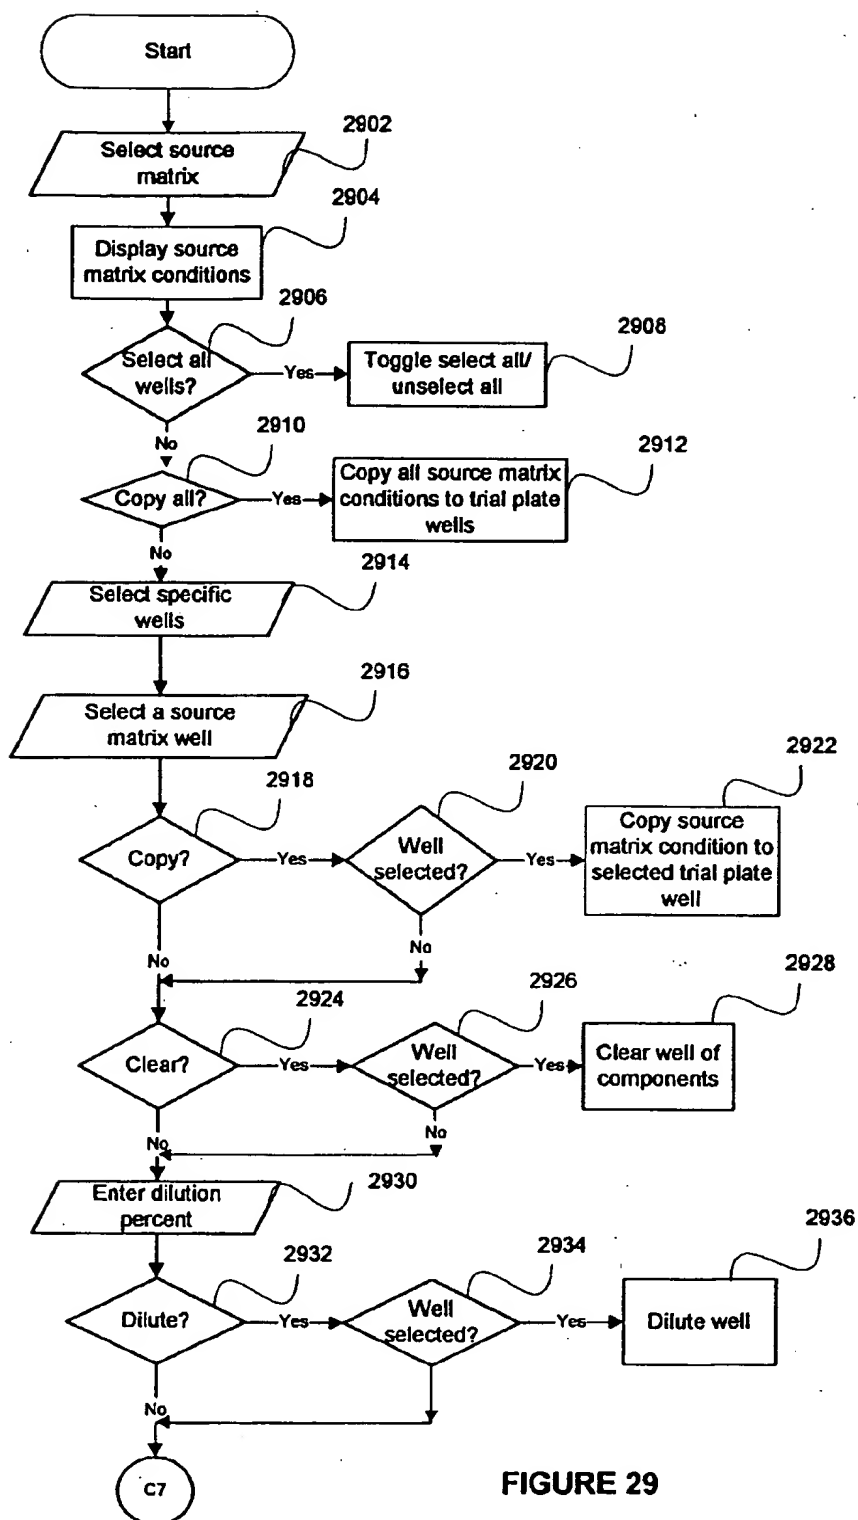 Start
2902
Select source
matrix
2904
Display source
matrix conditions
2906
Select all
wells?
Yes
2908
Toggle select all/
unselect all
No
2910
Copy all?
Yes
2912
Copy all source matrix
conditions to trial plate
wells
No
2914
Select specific
wells
2916
Select a source
matrix well
2918
Copy?
Yes
2920
Well
selected?
Yes
2922
Copy source
matrix condition to
selected trial plate
well
No
No
2924
Clear?
Yes
2926
Well
selected?
Yes
2928
Clear well of
components
No
No
2930
Enter dilution
percent
2932
Dilute?
Yes
2934
Well
selected?
Yes
2936
Dilute well
No
C7
FIGURE 29